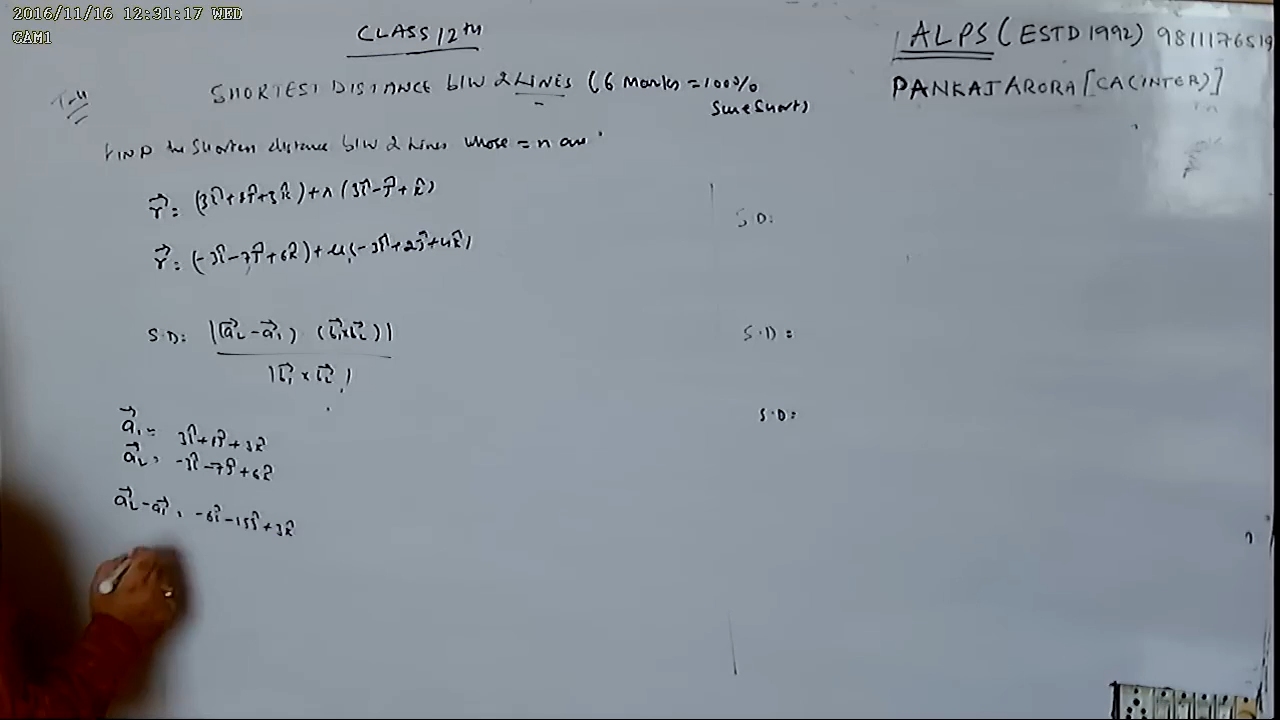 2016/11/16 12:31:17 WED
CAM1
CLASS 12th
ALPS (ESTD 1992) 9811176519
PANKAJ ARORA [CA (INTER)]
SHORTEST DISTANCE b/w 2 LINES (6 Marks = 100%
Sure Short)
FIND the Shortest distance b/w 2 lines whose = n are
r⃗ = (3î+8ĵ+3k̂) + λ (3î-ĵ+k̂)
r⃗ = (-3î-7ĵ+6k̂) + μ(-3î+2ĵ+4k̂)
S.D = |(a⃗₂-a⃗₁) (b⃗₁×b⃗₂)|
|b⃗₁ × b⃗₂|
a⃗₁ = 3î+8ĵ+3k̂
a⃗₂ = -3î-7ĵ+6k̂
a⃗₂-a⃗₁ = -6î-15ĵ+3k̂
S.D =
S.D =
S.D =